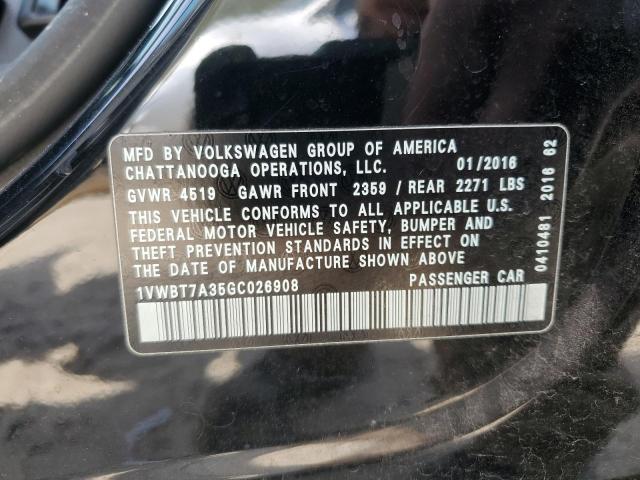 MFD BY VOLKSWAGEN GROUP OF AMERICA
CHATTANOOGA OPERATIONS, LLC. 01/2016
GVWR 4519 GAWR FRONT 2359 / REAR 2271 LBS
THIS VEHICLE CONFORMS TO ALL APPLICABLE U.S.
FEDERAL MOTOR VEHICLE SAFETY, BUMPER AND
THEFT PREVENTION STANDARDS IN EFFECT ON
THE DATE OF MANUFACTURE SHOWN ABOVE
1VWBT7A35GC026908 PASSENGER CAR
0410481 2016 62